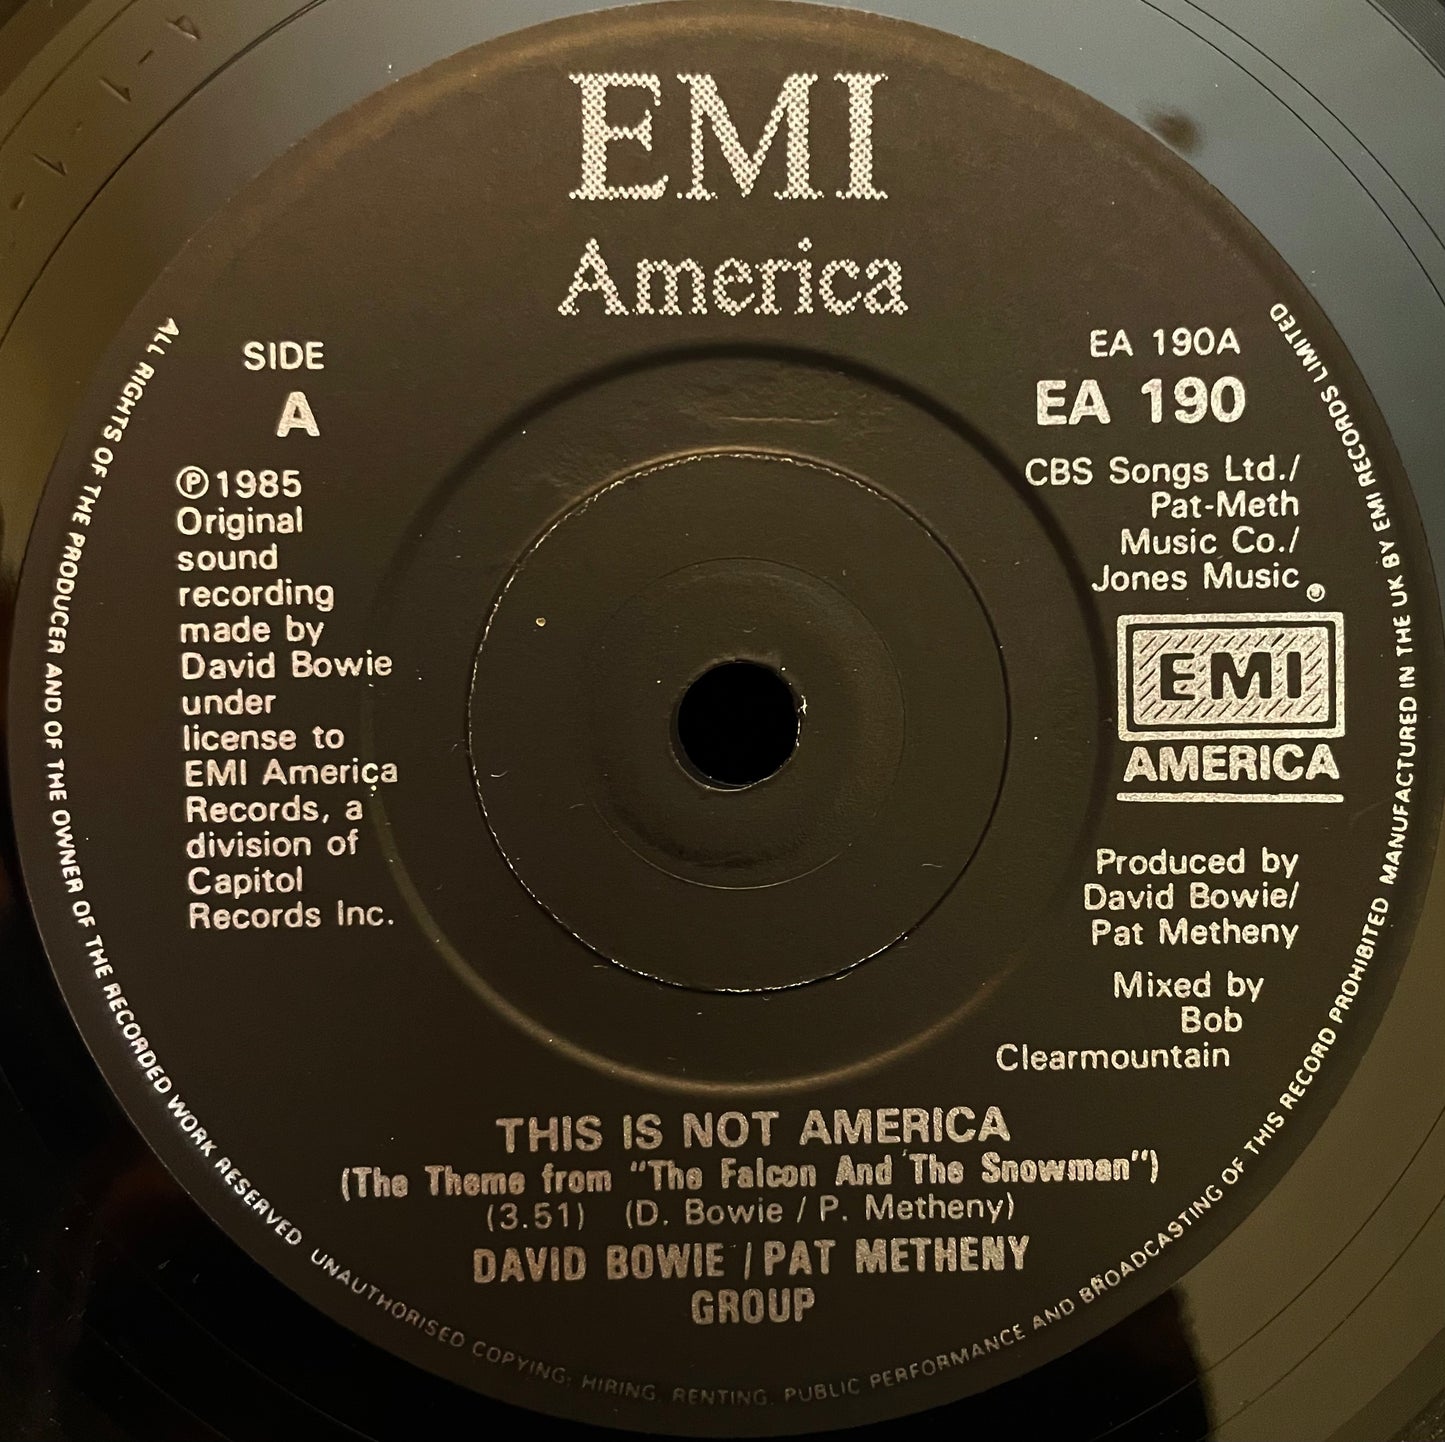 EMI
America
SIDE
A
℗1985
Original
sound
recording
made by
David Bowie
under
license to
EMI America
Records, a
division of
Capitol
Records Inc.
EA 190A
EA 190
CBS Songs Ltd./
Pat-Meth
Music Co./
Jones Music
®
EMI
AMERICA
Produced by
David Bowie/
Pat Metheny
Mixed by
Bob
Clearmountain
THIS IS NOT AMERICA
(The Theme from "The Falcon And The Snowman")
(3.51) (D. Bowie / P. Metheny)
DAVID BOWIE / PAT METHENY
GROUP
ALL RIGHTS OF THE PRODUCER AND OF THE OWNER OF THE RECORDED WORK RESERVED UNAUTHORISED COPYING; HIRING, RENTING, PUBLIC PERFORMANCE AND BROADCASTING OF THIS RECORD PROHIBITED MANUFACTURED IN THE UK BY EMI RECORDS LIMITED